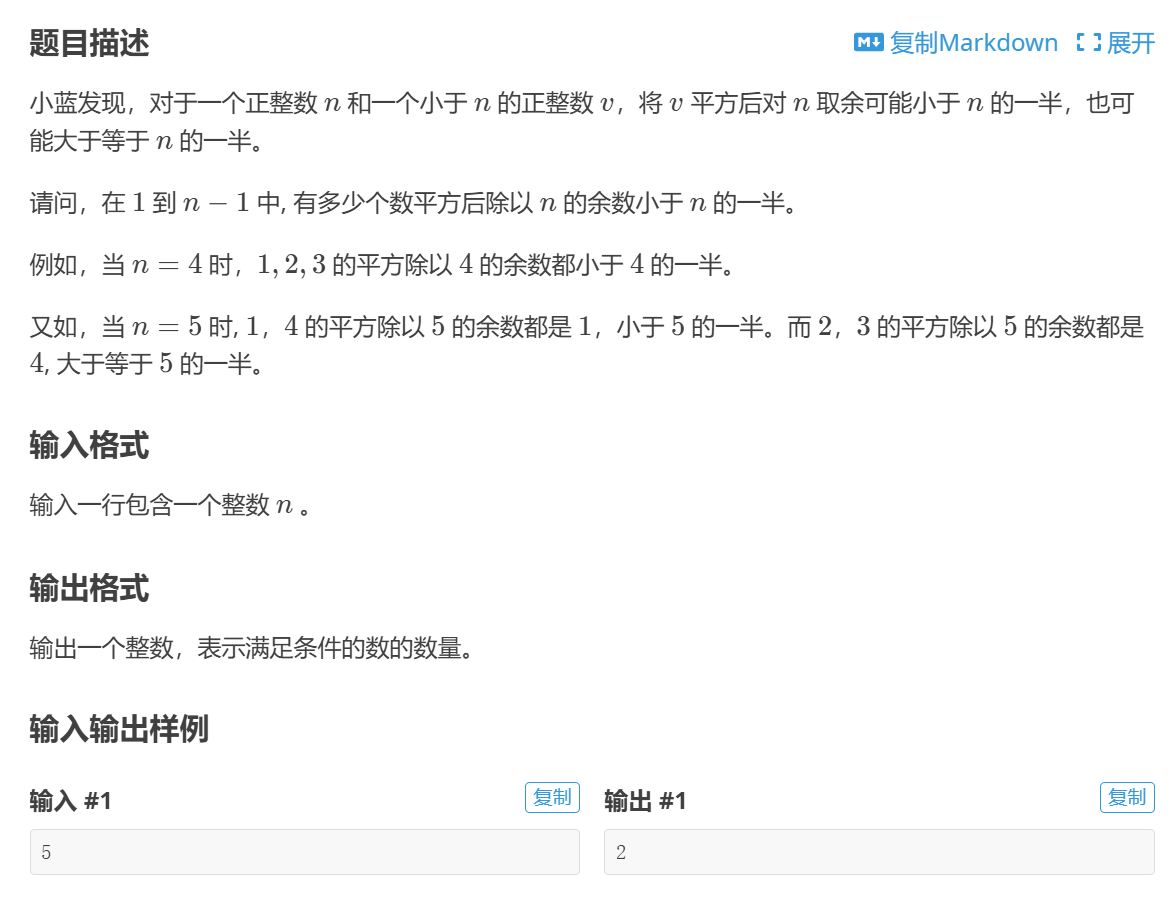 题目描述
复制Markdown 展开
小蓝发现，对于一个正整数 n 和一个小于 n 的正整数 v，将 v 平方后对 n 取余可能小于 n 的一半，也可
能大于等于 n 的一半。
请问，在 1 到 n − 1 中, 有多少个数平方后除以 n 的余数小于 n 的一半。
例如，当 n = 4 时，1, 2, 3 的平方除以 4 的余数都小于 4 的一半。
又如，当 n = 5 时, 1，4 的平方除以 5 的余数都是 1，小于 5 的一半。而 2，3 的平方除以 5 的余数都是
4, 大于等于 5 的一半。
输入格式
输入一行包含一个整数 n 。
输出格式
输出一个整数，表示满足条件的数的数量。
输入输出样例
输入 #1 复制
5
输出 #1 复制
2